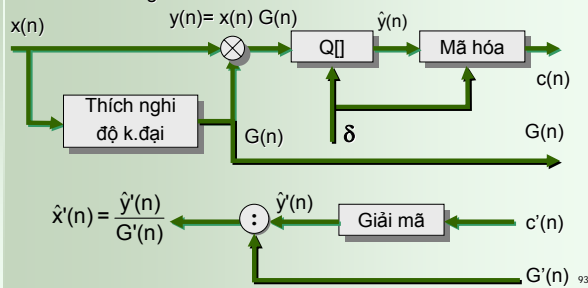 x(n)
y(n)= x(n) G(n)
ŷ(n)
Q[]
Mã hóa
c(n)
Thích nghi
độ k.đại
G(n)
δ
G(n)
x̂'(n) = ŷ'(n) / G'(n)
:
ŷ'(n)
Giải mã
c'(n)
G'(n)
93